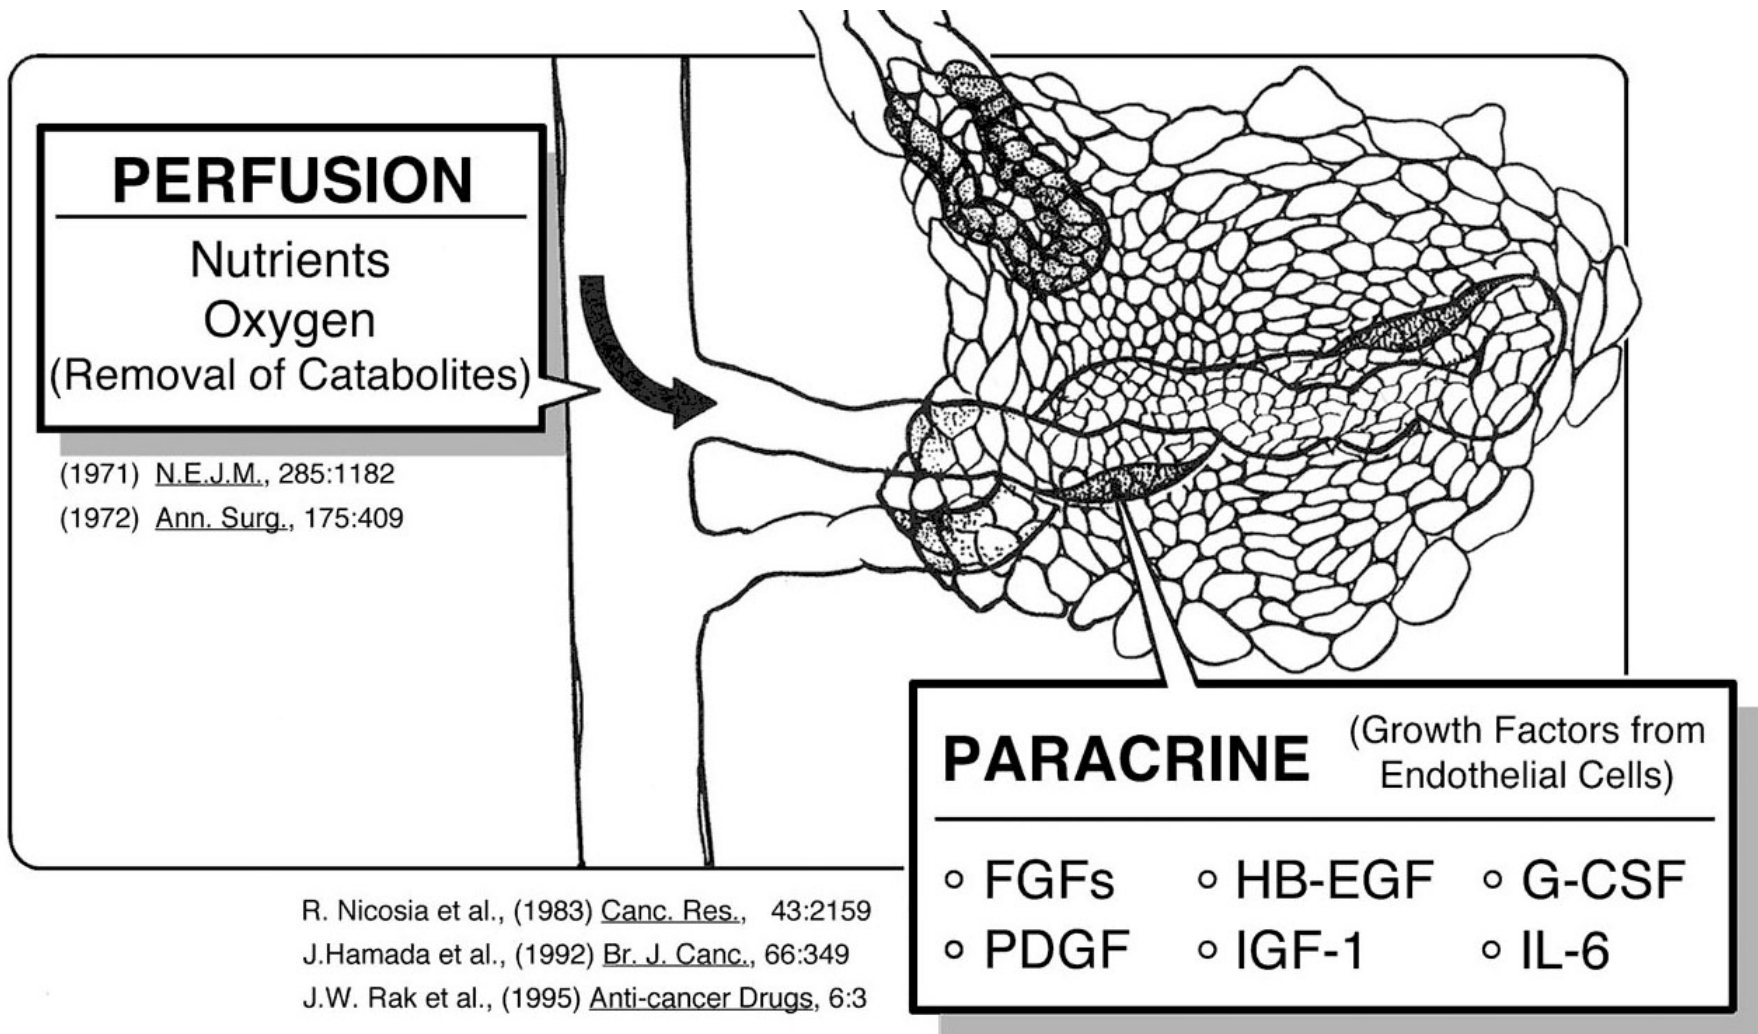 PERFUSION
Nutrients
Oxygen
(Removal of Catabolites)
(1971) N.E.J.M., 285:1182
(1972) Ann. Surg., 175:409
PARACRINE
(Growth Factors from
Endothelial Cells)
◦ FGFs ◦ HB-EGF ◦ G-CSF
◦ PDGF ◦ IGF-1 ◦ IL-6
R. Nicosia et al., (1983) Canc. Res., 43:2159
J.Hamada et al., (1992) Br. J. Canc., 66:349
J.W. Rak et al., (1995) Anti-cancer Drugs, 6:3